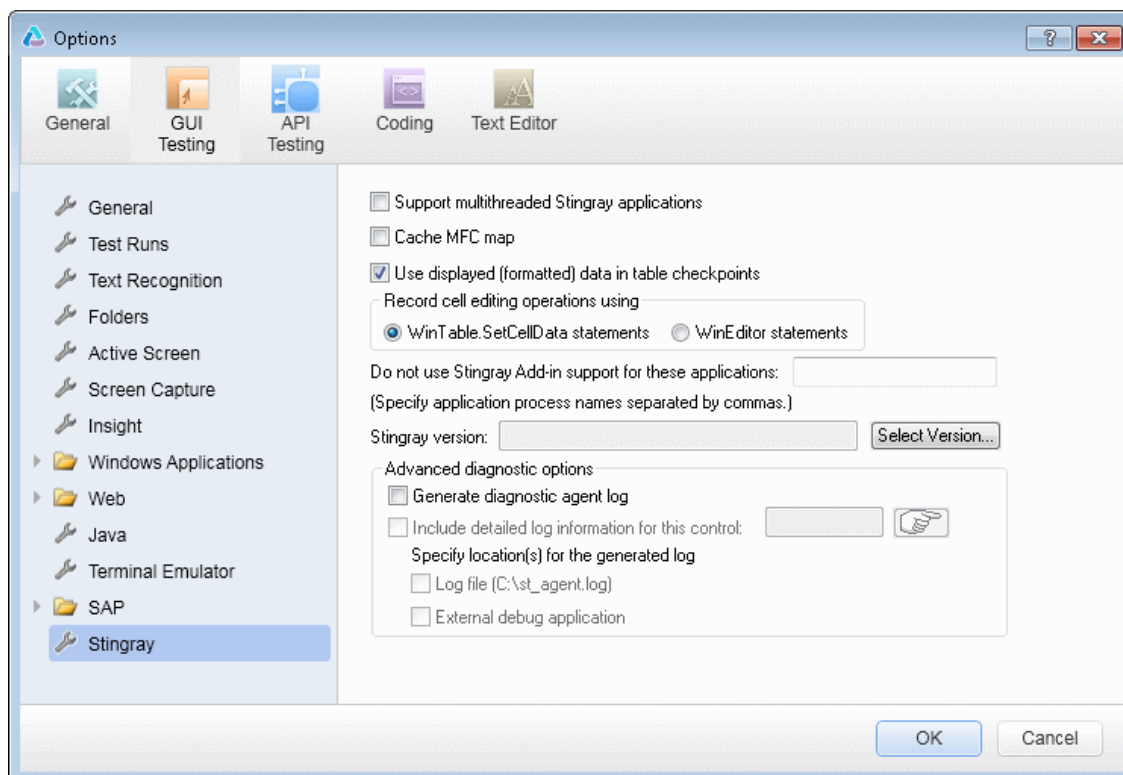 Options
General
GUI
Testing
API
Testing
Coding
Text Editor
General
Test Runs
Text Recognition
Folders
Active Screen
Screen Capture
Insight
Windows Applications
Web
Java
Terminal Emulator
SAP
Stingray
Support multithreaded Stingray applications
Cache MFC map
Use displayed (formatted) data in table checkpoints
Record cell editing operations using
WinTable.SetCellData statements
WinEditor statements
Do not use Stingray Add-in support for these applications:
(Specify application process names separated by commas.)
Stingray version:
Select Version...
Advanced diagnostic options
Generate diagnostic agent log
Include detailed log information for this control:
Specify location(s) for the generated log
Log file (C:\st_agent.log)
External debug application
OK
Cancel